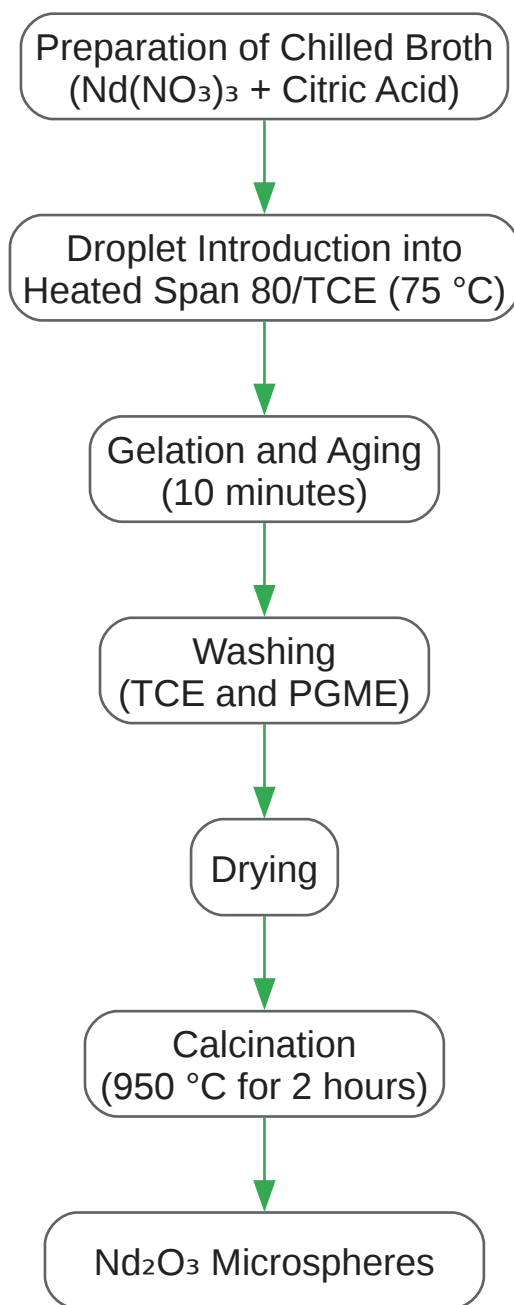 Preparation of Chilled Broth
(Nd(NO₃)₃ + Citric Acid)
Droplet Introduction into
Heated Span 80/TCE (75 °C)
Gelation and Aging
(10 minutes)
Washing
(TCE and PGME)
Drying
Calcination
(950 °C for 2 hours)
Nd₂O₃ Microspheres